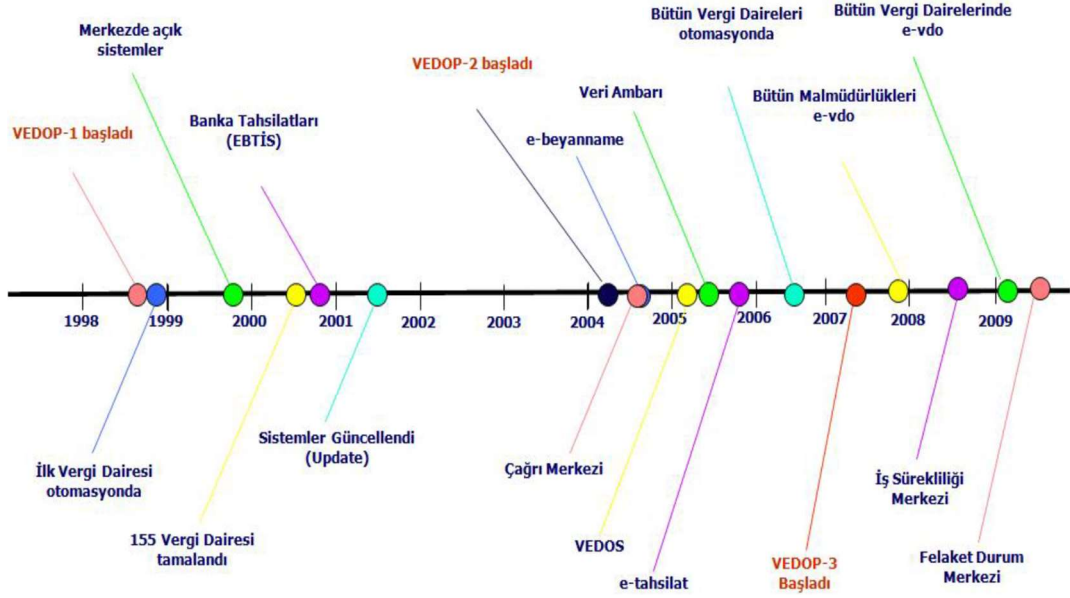 Merkezde açık
sistemler
VEDOP-1 başladı
Banka Tahsilatları
(EBTİS)
VEDOP-2 başladı
e-beyanname
Veri Ambarı
Bütün Vergi Daireleri
otomasyonda
Bütün Malmüdürlükleri
e-vdo
Bütün Vergi Dairelerinde
e-vdo
1998 1999 2000 2001 2002 2003 2004 2005 2006 2007 2008 2009
İlk Vergi Dairesi
otomasyonda
155 Vergi Dairesi
tamalandı
Sistemler Güncellendi
(Update)
Çağrı Merkezi
VEDOS
e-tahsilat
VEDOP-3
Başladı
İş Sürekliliği
Merkezi
Felaket Durum
Merkezi